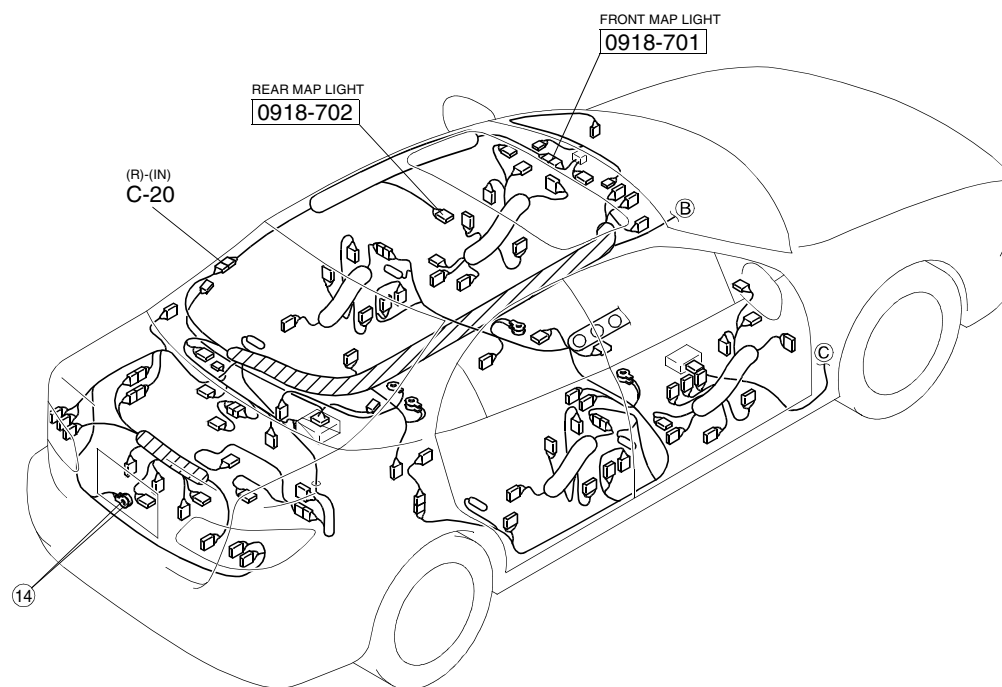 FRONT MAP LIGHT
0918-701
REAR MAP LIGHT
0918-702
(R)-(IN)
C-20
B
C
14